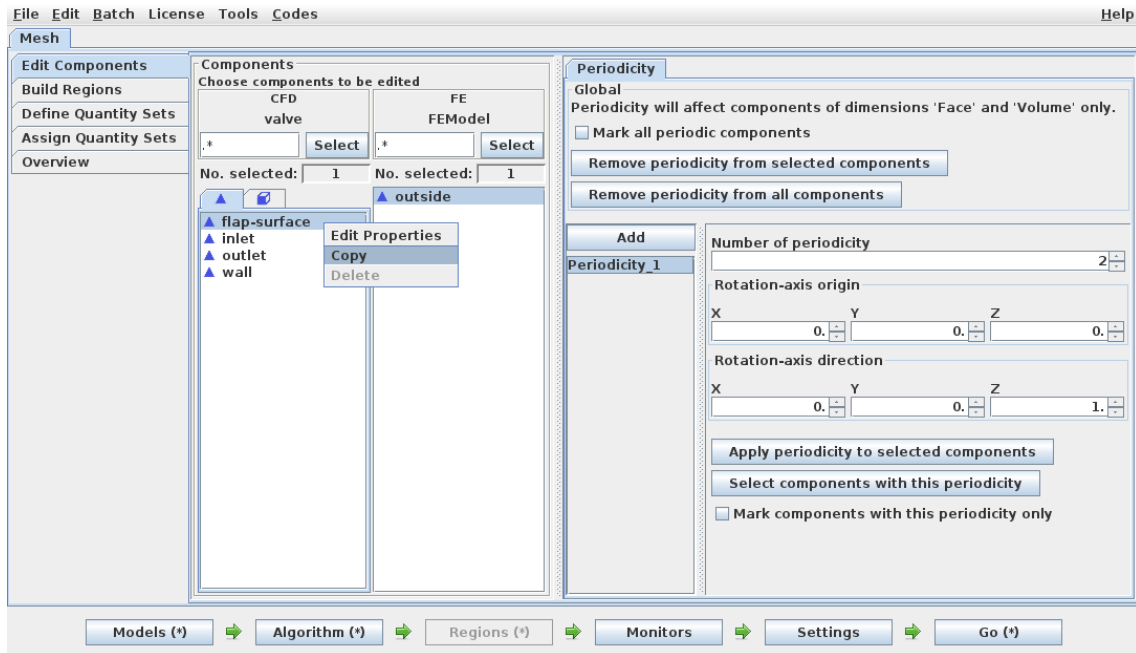 File Edit Batch License Tools Codes Help
Mesh
Edit Components
Build Regions
Define Quantity Sets
Assign Quantity Sets
Overview
Components
Choose components to be edited
CFD
valve
.* Select
No. selected: 1
flap-surface
inlet
outlet
wall
FE
FEModel
.* Select
No. selected: 1
outside
Edit Properties
Copy
Delete
Periodicity
Global
Periodicity will affect components of dimensions 'Face' and 'Volume' only.
Mark all periodic components
Remove periodicity from selected components
Remove periodicity from all components
Add
Periodicity_1
Number of periodicity
2
Rotation-axis origin
X Y Z
0. 0. 0.
Rotation-axis direction
X Y Z
0. 0. 1.
Apply periodicity to selected components
Select components with this periodicity
Mark components with this periodicity only
Models (*) Algorithm (*) Regions (*) Monitors Settings Go (*)